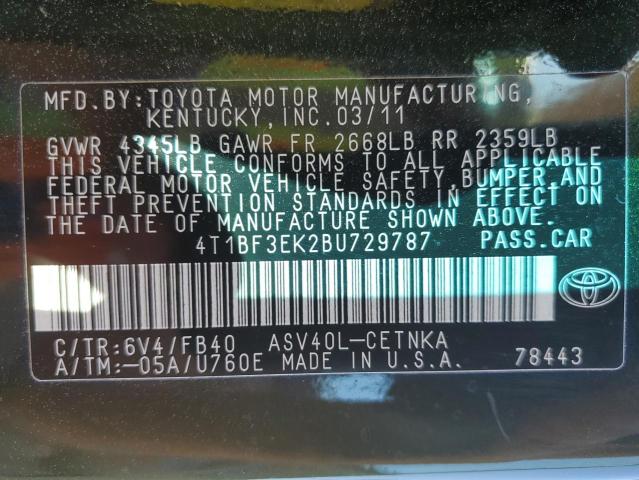 MFD.BY:TOYOTA MOTOR MANUFACTURING,
KENTUCKY, INC.03/11
GVWR 4345LB GAWR FR 2668LB RR 2359LB
THIS VEHICLE CONFORMS TO ALL APPLICABLE
FEDERAL MOTOR VEHICLE SAFETY, BUMPER AND
THEFT PREVENTION STANDARDS IN EFFECT ON
THE DATE OF MANUFACTURE SHOWN ABOVE.
4T1BF3EK2BU729787 PASS.CAR
C/TR:6V4/FB40 ASV40L-CETNKA
A/TM:-05A/U760E MADE IN U.S.A. 78443